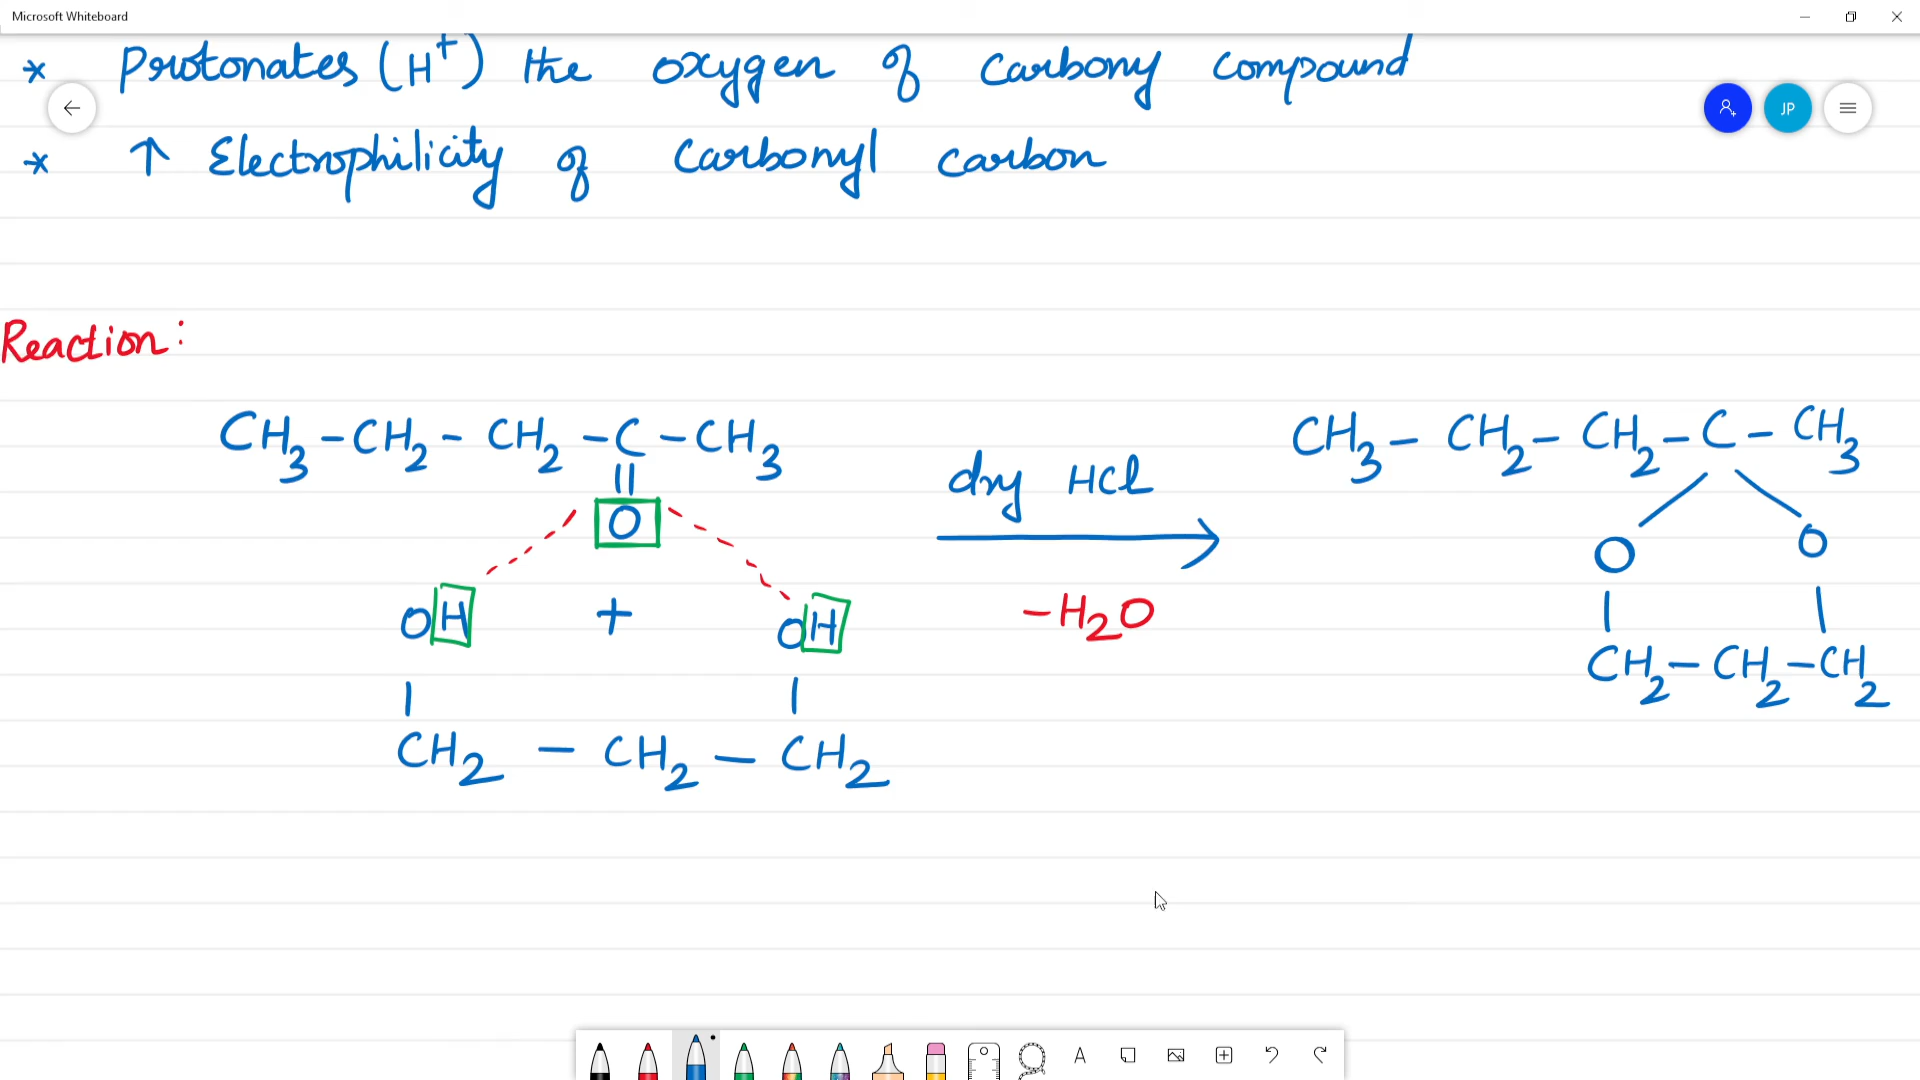 Microsoft Whiteboard
* Protonates (H⁺) the oxygen of Carbony compound
JP
* ↑ Electrophilicity of Carbonyl carbon
Reaction:
CH₃ – CH₂ – CH₂ – C – CH₃
||
O
OH + OH
| |
CH₂ – CH₂ – CH₂
dry HCl
–H₂O
CH₃ – CH₂ – CH₂ – C – CH₃
O O
| |
CH₂ – CH₂ – CH₂
A